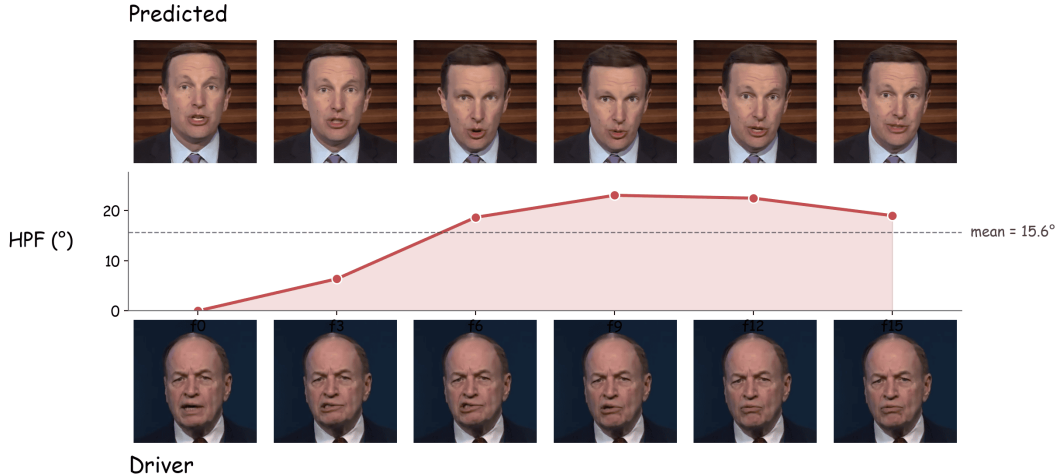 Predicted
20
HPF (°)
mean = 15.6°
10
0
f0 f3 f6 f9 f12 f15
Driver